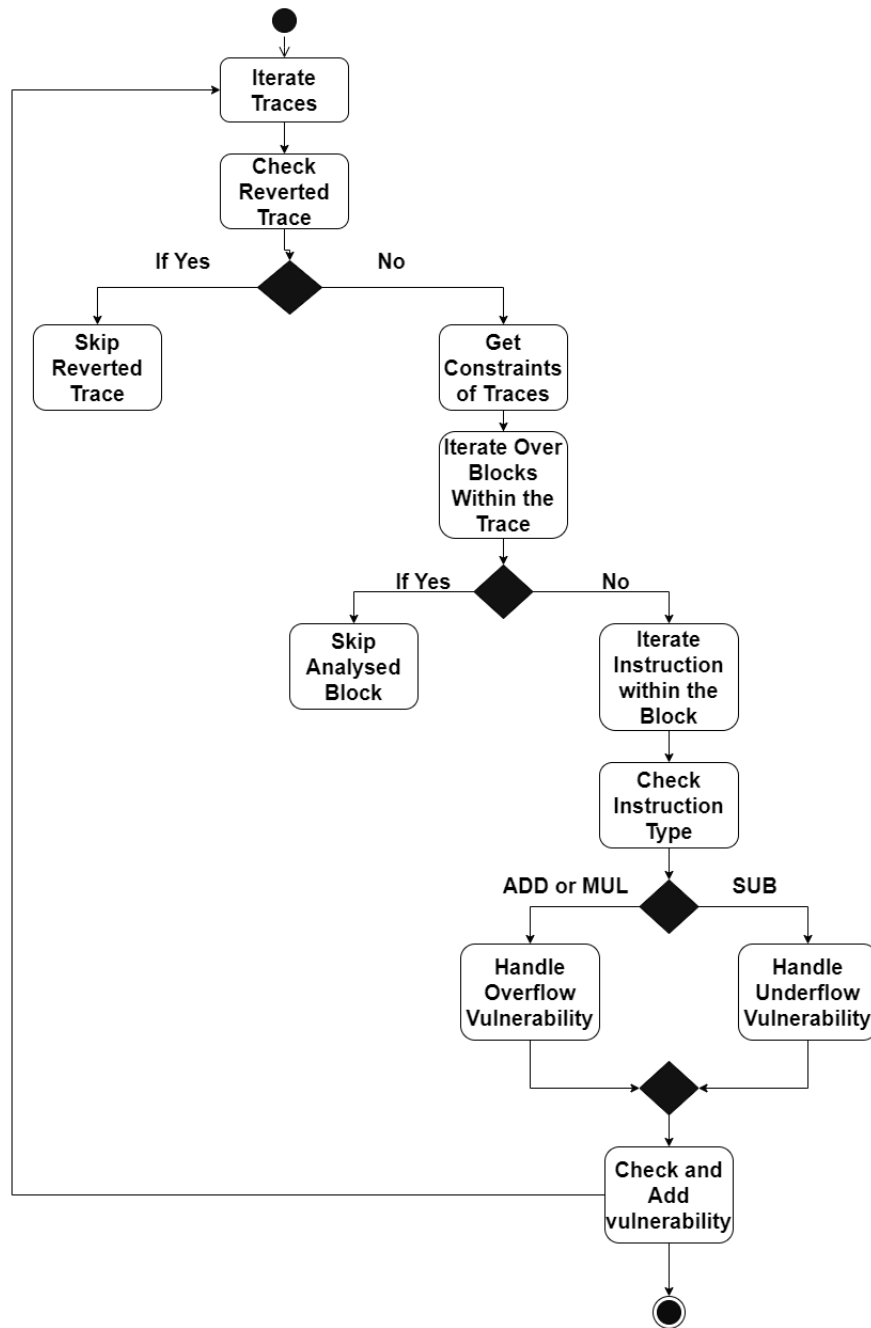 Iterate
Traces
Check
Reverted
Trace
If Yes
No
Skip
Reverted
Trace
Get
Constraints
of Traces
Iterate Over
Blocks
Within the
Trace
If Yes
No
Skip
Analysed
Block
Iterate
Instruction
within the
Block
Check
Instruction
Type
ADD or MUL
SUB
Handle
Overflow
Vulnerability
Handle
Underflow
Vulnerability
Check and
Add
vulnerability